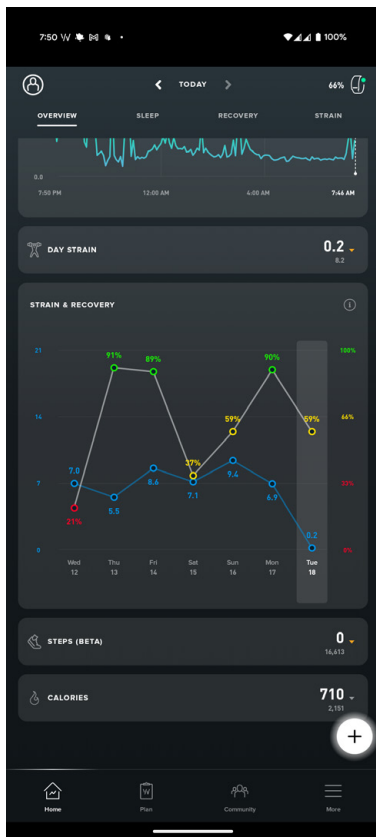 7:50
100%
TODAY
66%
OVERVIEW SLEEP RECOVERY STRAIN
0.0
7:50 PM 12:00 AM 4:00 AM 7:46 AM
DAY STRAIN
0.2
8.2
STRAIN & RECOVERY
21 100%
91% 89% 90%
14 66%
59% 59%
37%
7.0 9.4
7 8.6 33%
5.5 7.1 6.9
21%
0.2
0 0%
Wed Thu Fri Sat Sun Mon Tue
12 13 14 15 16 17 18
STEPS (BETA)
0
16,613
CALORIES
710
2,151
+
Home Plan Community More